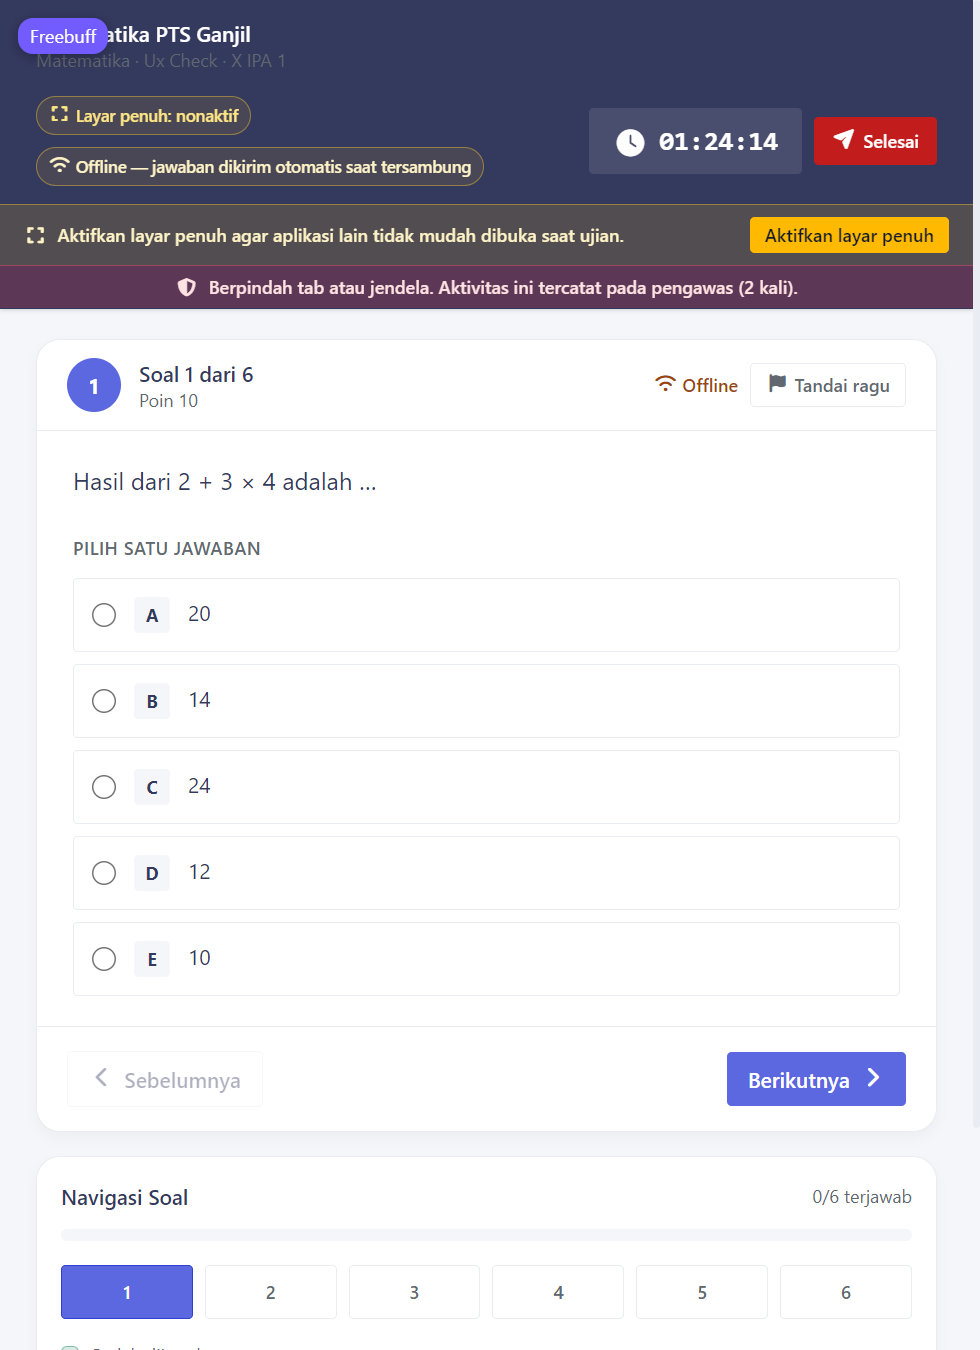 Freebuff
atika PTS Ganjil
Matematika · Ux Check · X IPA 1
Layar penuh: nonaktif
Offline — jawaban dikirim otomatis saat tersambung
01:24:14
Selesai
Aktifkan layar penuh agar aplikasi lain tidak mudah dibuka saat ujian.
Aktifkan layar penuh
Berpindah tab atau jendela. Aktivitas ini tercatat pada pengawas (2 kali).
1
Soal 1 dari 6
Poin 10
Offline
Tandai ragu
Hasil dari 2 + 3 × 4 adalah ...
PILIH SATU JAWABAN
A 20
B 14
C 24
D 12
E 10
Sebelumnya
Berikutnya
Navigasi Soal
0/6 terjawab
1 2 3 4 5 6